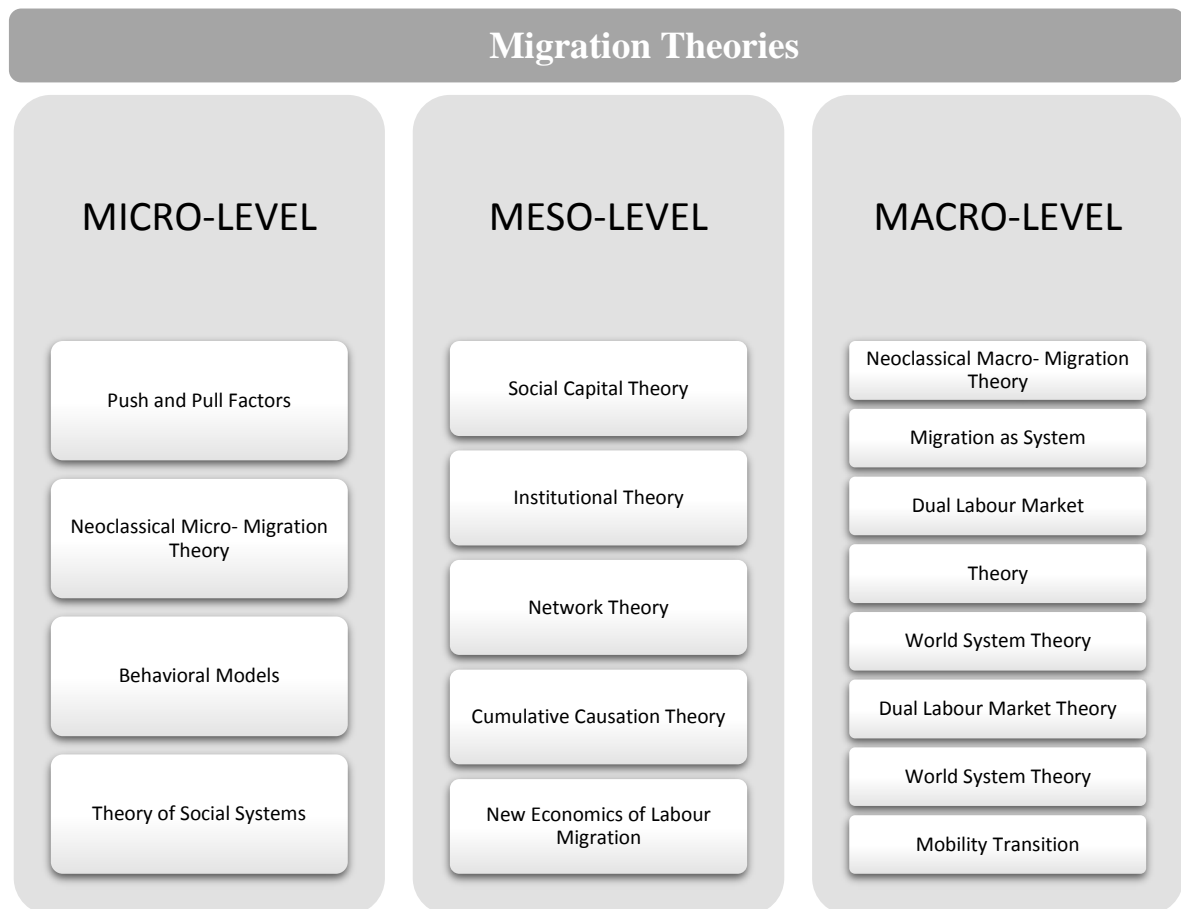 Migration Theories
MICRO-LEVEL
Push and Pull Factors
Neoclassical Micro- Migration
Theory
Behavioral Models
Theory of Social Systems
MESO-LEVEL
Social Capital Theory
Institutional Theory
Network Theory
Cumulative Causation Theory
New Economics of Labour
Migration
MACRO-LEVEL
Neoclassical Macro- Migration
Theory
Migration as System
Dual Labour Market
Theory
World System Theory
Dual Labour Market Theory
World System Theory
Mobility Transition